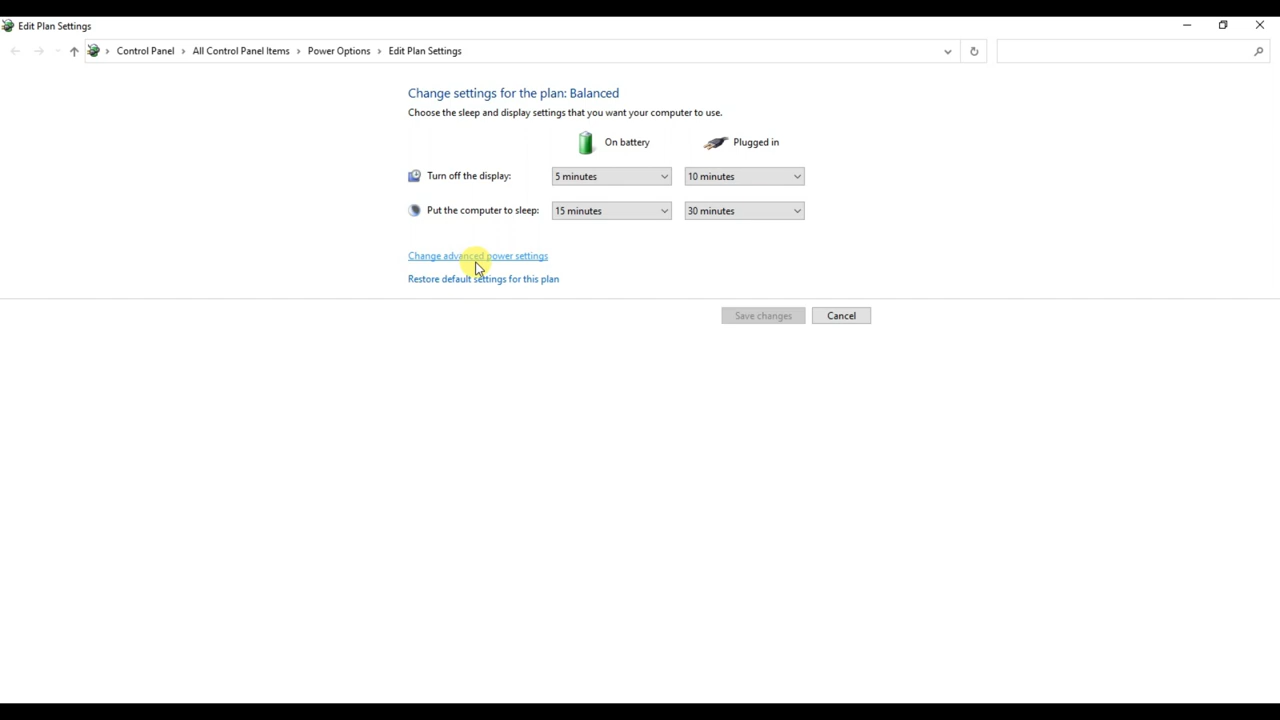 Edit Plan Settings
Control Panel > All Control Panel Items > Power Options > Edit Plan Settings
Change settings for the plan: Balanced
Choose the sleep and display settings that you want your computer to use.
On battery Plugged in
Turn off the display: 5 minutes 10 minutes
Put the computer to sleep: 15 minutes 30 minutes
Change advanced power settings
Restore default settings for this plan
Save changes Cancel